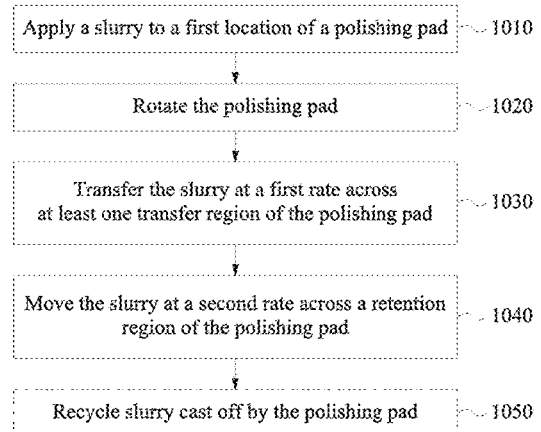 Apply a slurry to a first location of a polishing pad 1010
Rotate the polishing pad 1020
Transfer the slurry at a first rate across
at least one transfer region of the polishing pad 1030
Move the slurry at a second rate across a retention
region of the polishing pad 1040
Recycle slurry cast off by the polishing pad 1050